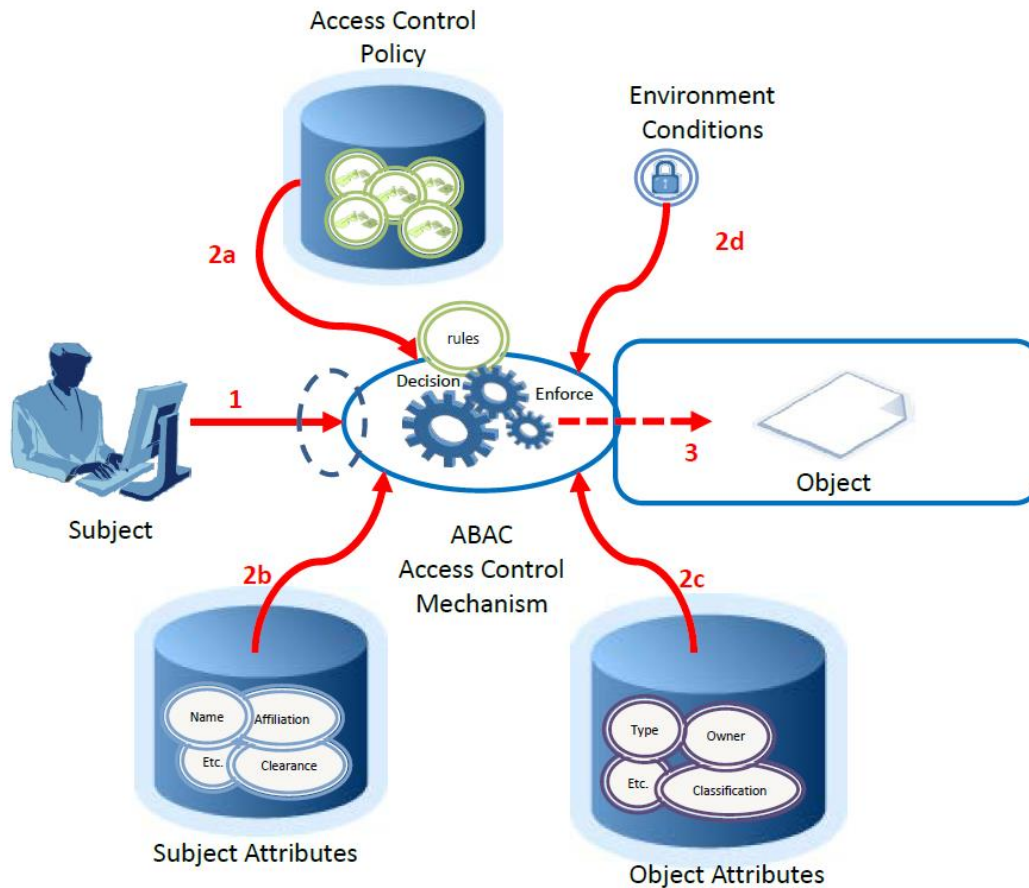 Access Control
Policy
Environment
Conditions
2a
2d
rules
Decision
Enforce
1
3
Subject
Object
ABAC
Access Control
Mechanism
2b
2c
Name
Affiliation
Etc.
Clearance
Subject Attributes
Type
Owner
Etc.
Classification
Object Attributes